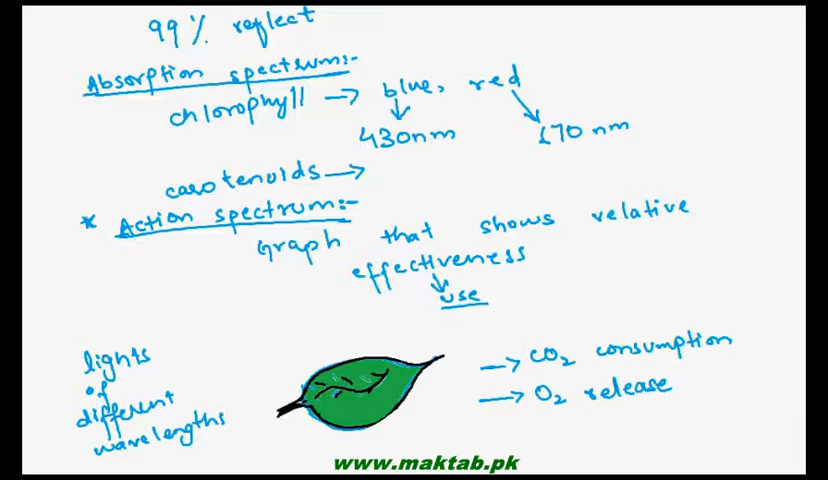 99% reflect
Absorption spectrum:-
chlorophyll → blue, red
430nm 670 nm
carotenoids →
* Action spectrum:-
Graph that shows relative
effectiveness
use
lights
of
different
wavelengths
→ CO2 consumption
→ O2 release
www.maktab.pk